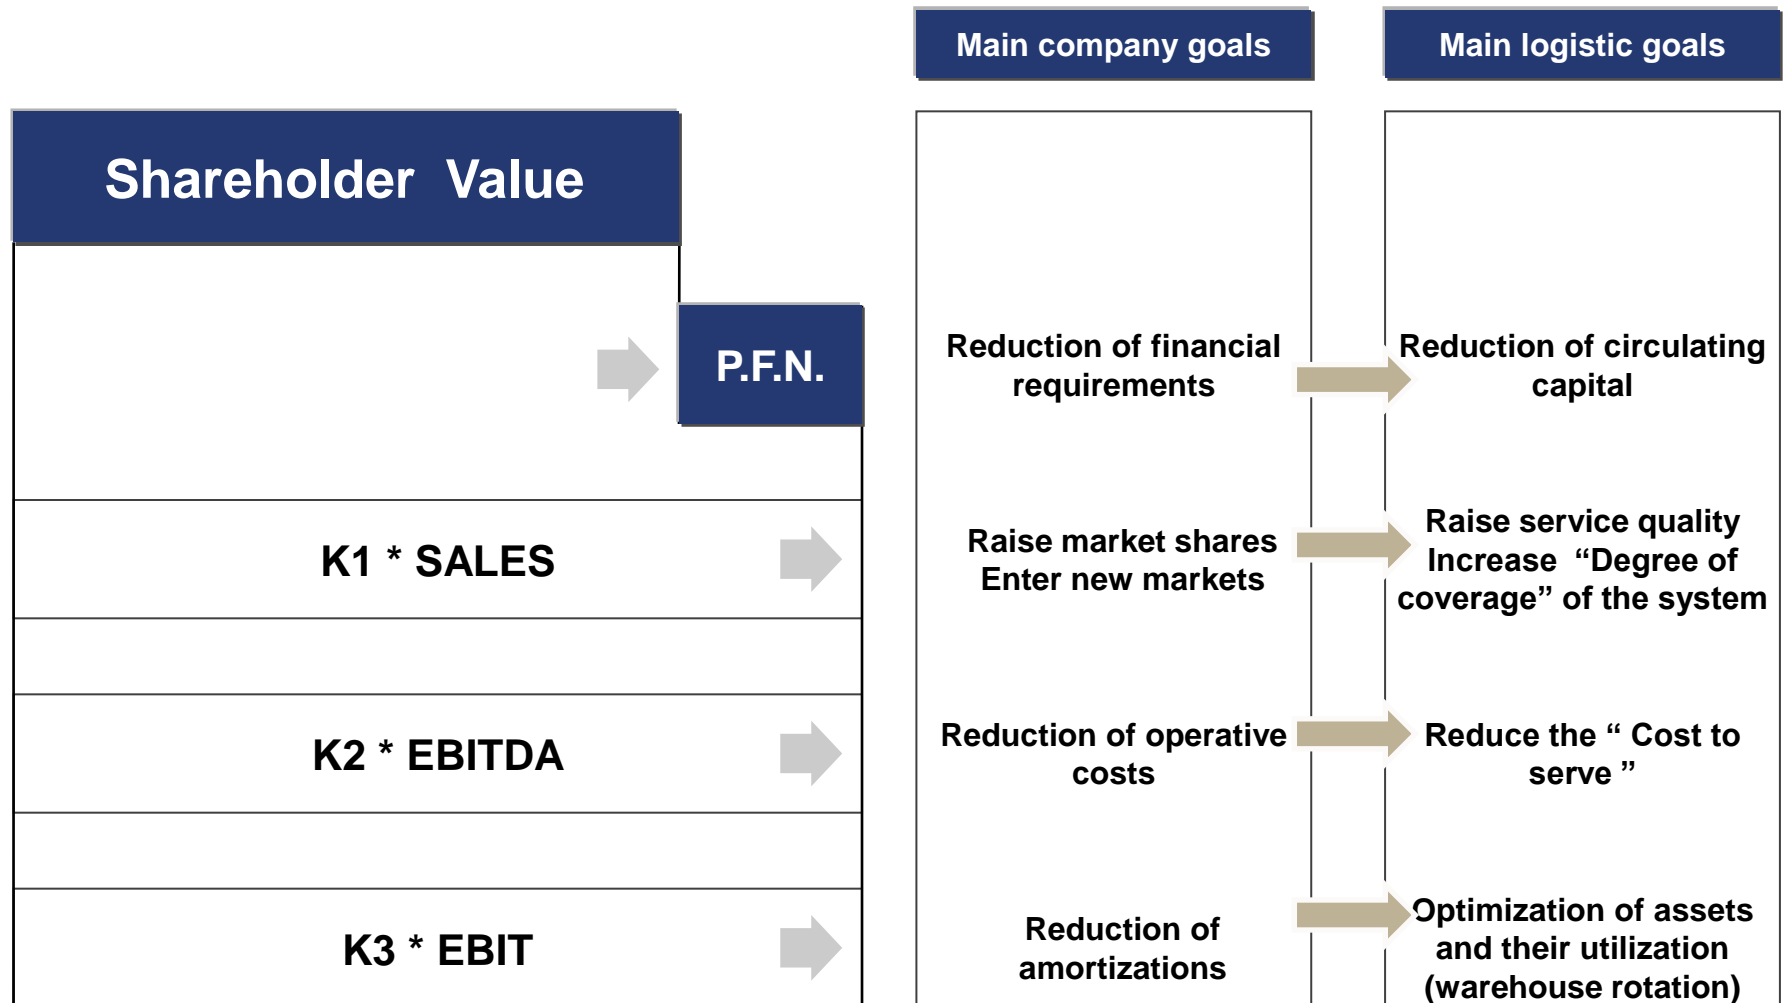 Main company goals
Main logistic goals
Shareholder Value
P.F.N.
Reduction of financial
requirements
Reduction of circulating
capital
K1 * SALES
Raise market shares
Enter new markets
Raise service quality
Increase “Degree of
coverage” of the system
K2 * EBITDA
Reduction of operative
costs
Reduce the “ Cost to
serve ”
K3 * EBIT
Reduction of
amortizations
Optimization of assets
and their utilization
(warehouse rotation)